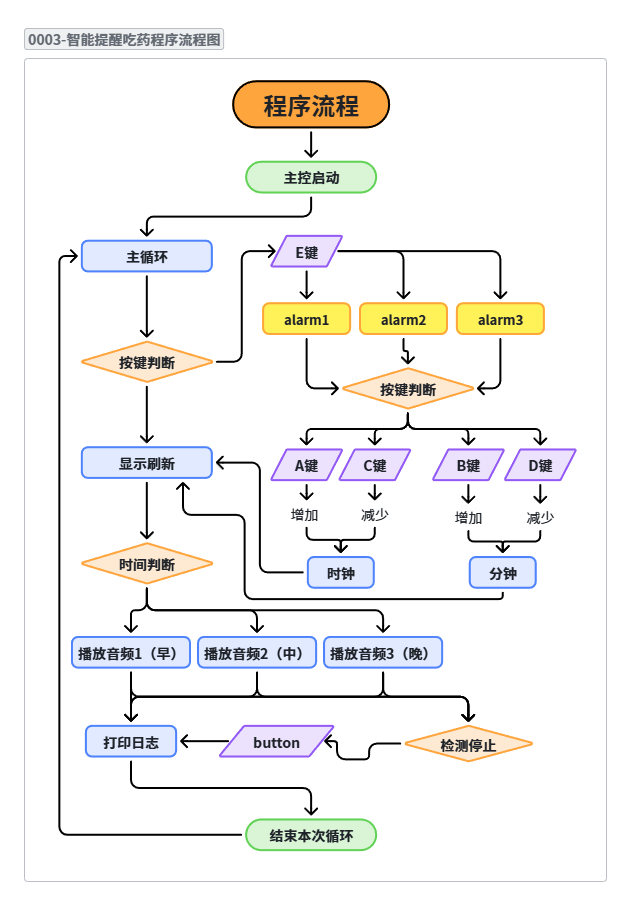 0003-智能提醒吃药程序流程图
程序流程
主控启动
主循环
E键
alarm1
alarm2
alarm3
按键判断
按键判断
显示刷新
A键
C键
B键
D键
增加
减少
增加
减少
时间判断
时钟
分钟
播放音频1（早）
播放音频2（中）
播放音频3（晚）
打印日志
button
检测停止
结束本次循环